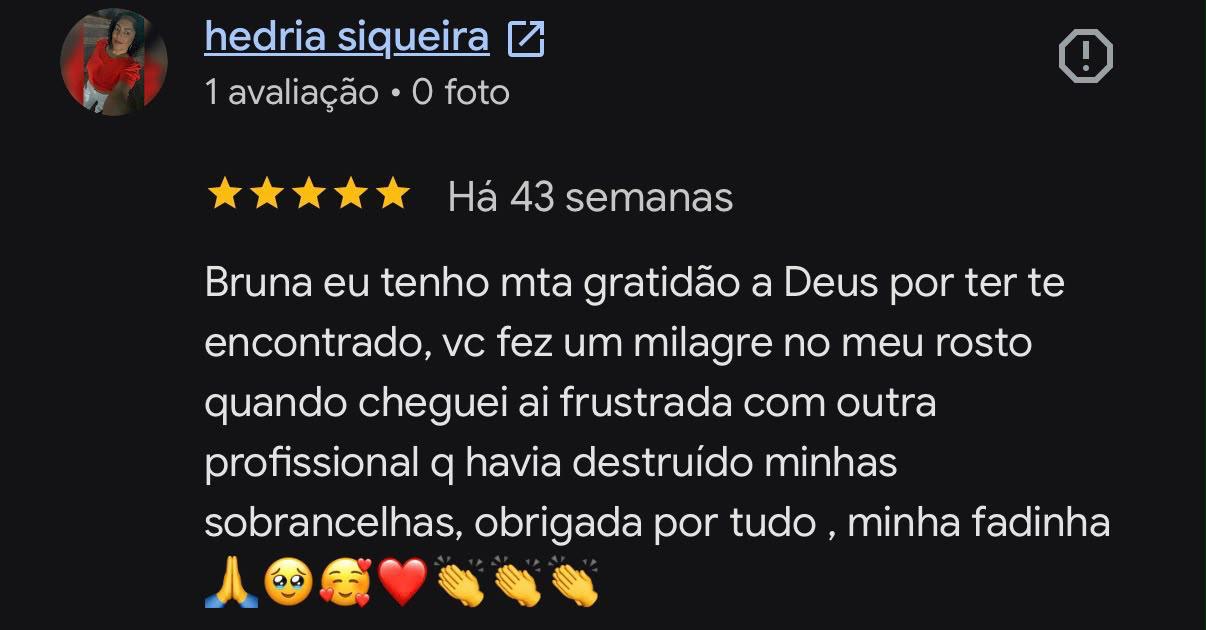 hedria siqueira
1 avaliação • 0 foto
Há 43 semanas
Bruna eu tenho mta gratidão a Deus por ter te
encontrado, vc fez um milagre no meu rosto
quando cheguei ai frustrada com outra
profissional q havia destruído minhas
sobrancelhas, obrigada por tudo , minha fadinha
🙏🥹🥰❤️👏👏👏